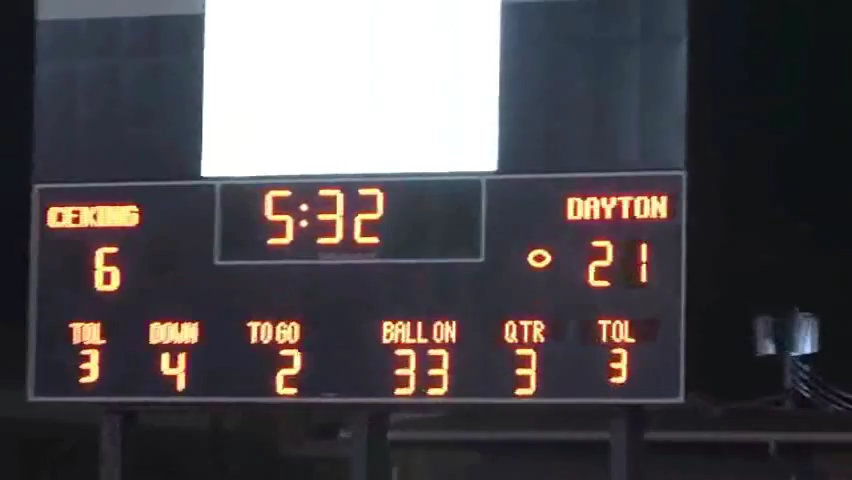 5:32
CEKING DAYTON
6 21
TOL DOWN TO GO BALL ON QTR TOL
3 4 2 33 3 3